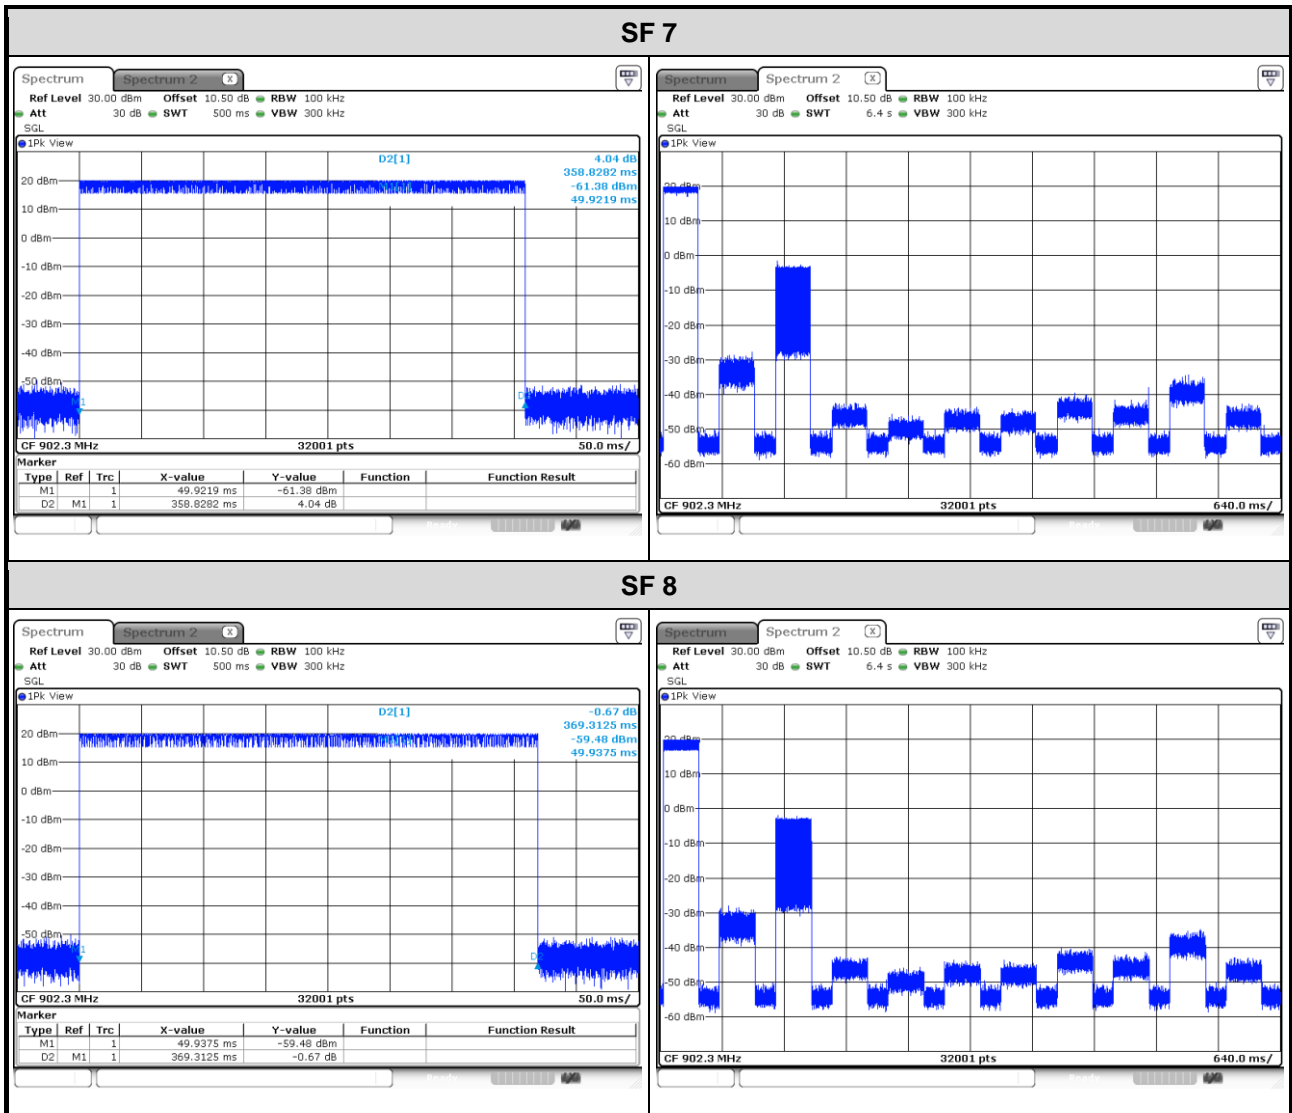 SF 7
Spectrum Spectrum 2 X
Ref Level 30.00 dBm Offset 10.50 dB RBW 100 kHz
Att 30 dB SWT 500 ms VBW 300 kHz
SGL
1Pk View
D2[1] 4.04 dB
358.8282 ms
-61.38 dBm
49.9219 ms
20 dBm
10 dBm
0 dBm
-10 dBm
-20 dBm
-30 dBm
-40 dBm
-50 dBm
CF 902.3 MHz 32001 pts 50.0 ms/
Marker
Type Ref Trc X-value Y-value Function Function Result
M1 1 49.9219 ms -61.38 dBm
D2 M1 1 358.8282 ms 4.04 dB
Spectrum Spectrum 2 X
Ref Level 30.00 dBm Offset 10.50 dB RBW 100 kHz
Att 30 dB SWT 6.4 s VBW 300 kHz
SGL
1Pk View
20 dBm
10 dBm
0 dBm
-10 dBm
-20 dBm
-30 dBm
-40 dBm
-50 dBm
-60 dBm
CF 902.3 MHz 32001 pts 640.0 ms/
SF 8
Spectrum Spectrum 2 X
Ref Level 30.00 dBm Offset 10.50 dB RBW 100 kHz
Att 30 dB SWT 500 ms VBW 300 kHz
SGL
1Pk View
D2[1] -0.67 dB
369.3125 ms
-59.48 dBm
49.9375 ms
20 dBm
10 dBm
0 dBm
-10 dBm
-20 dBm
-30 dBm
-40 dBm
-50 dBm
CF 902.3 MHz 32001 pts 50.0 ms/
Marker
Type Ref Trc X-value Y-value Function Function Result
M1 1 49.9375 ms -59.48 dBm
D2 M1 1 369.3125 ms -0.67 dB
Spectrum Spectrum 2 X
Ref Level 30.00 dBm Offset 10.50 dB RBW 100 kHz
Att 30 dB SWT 6.4 s VBW 300 kHz
SGL
1Pk View
20 dBm
10 dBm
0 dBm
-10 dBm
-20 dBm
-30 dBm
-40 dBm
-50 dBm
-60 dBm
CF 902.3 MHz 32001 pts 640.0 ms/